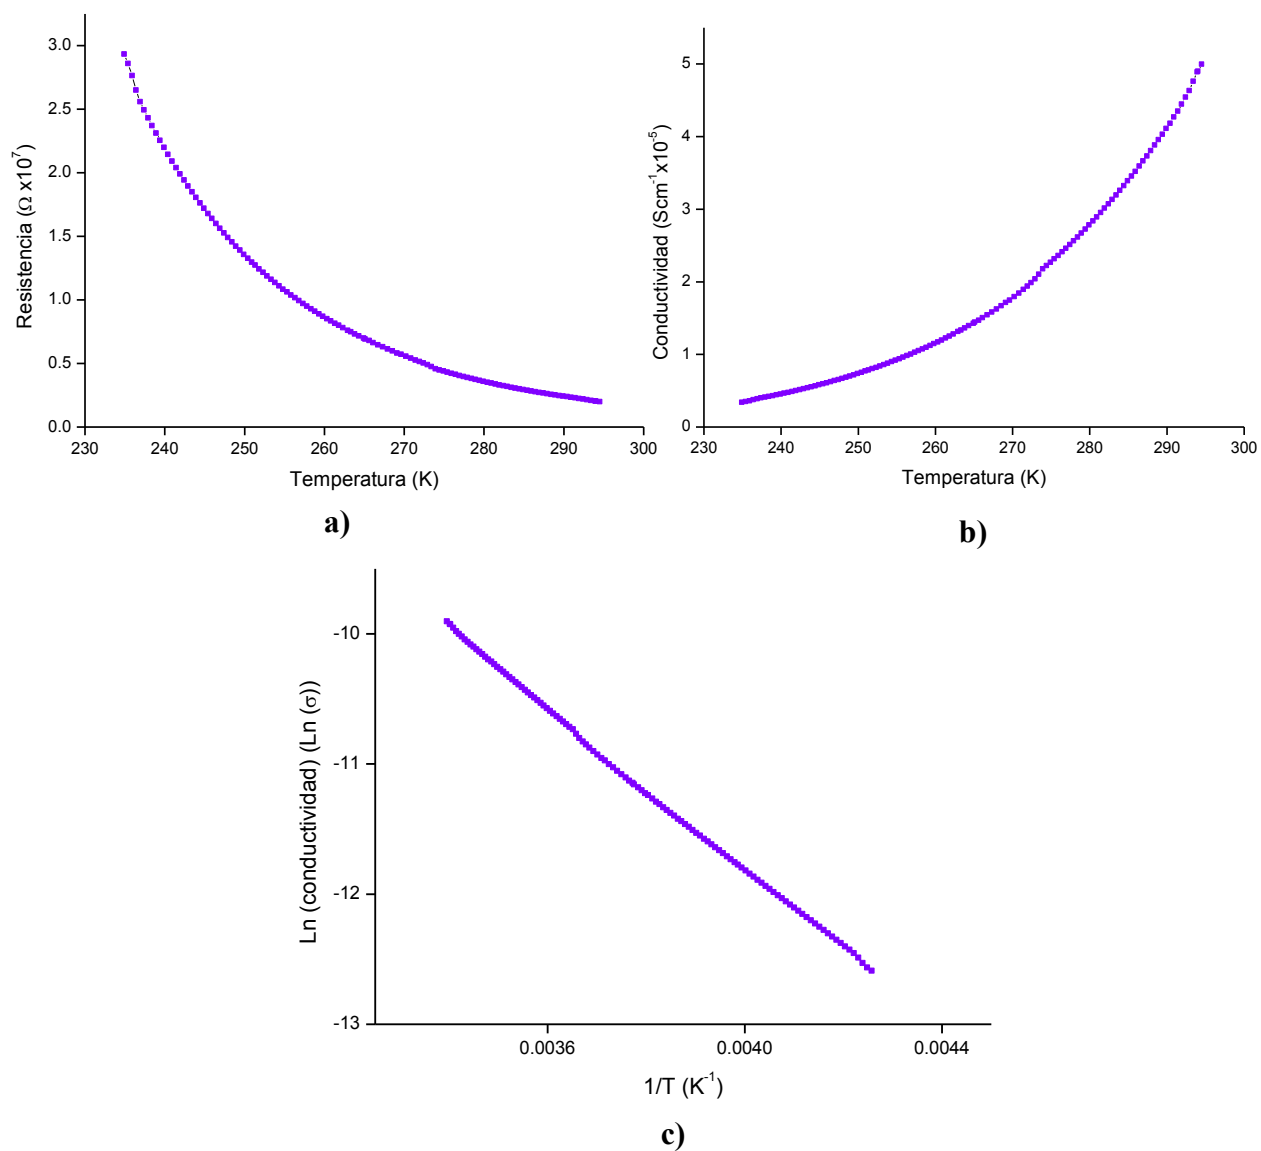 3.0
2.5
2.0
1.5
1.0
0.5
0.0
230 240 250 260 270 280 290 300
Resistencia (Ω x10⁷)
Temperatura (K)
a)
5
4
3
2
1
0
230 240 250 260 270 280 290 300
Conductividad (Scm⁻¹x10⁻⁵)
Temperatura (K)
b)
-10
-11
-12
-13
0.0036 0.0040 0.0044
Ln (conductividad) (Ln (σ))
1/T (K⁻¹)
c)